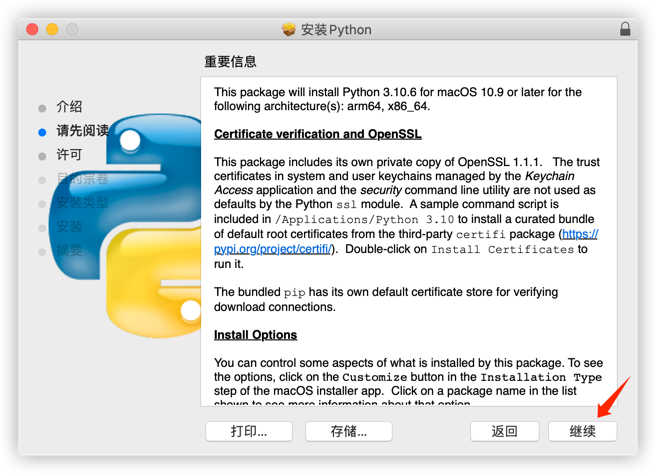 安装Python
重要信息
介绍
请先阅读
许可
目的宗卷
安装类型
安装
摘要
This package will install Python 3.10.6 for macOS 10.9 or later for the
following architecture(s): arm64, x86_64.
Certificate verification and OpenSSL
This package includes its own private copy of OpenSSL 1.1.1.   The trust
certificates in system and user keychains managed by the Keychain
Access application and the security command line utility are not used as
defaults by the Python ssl module.  A sample command script is
included in /Applications/Python 3.10 to install a curated bundle
of default root certificates from the third-party certifi package (https://
pypi.org/project/certifi/).  Double-click on Install Certificates to
run it.
The bundled pip has its own default certificate store for verifying
download connections.
Install Options
You can control some aspects of what is installed by this package. To see
the options, click on the Customize button in the Installation Type
step of the macOS installer app.  Click on a package name in the list
shown to see more information about that option.
打印...
存储...
返回
继续